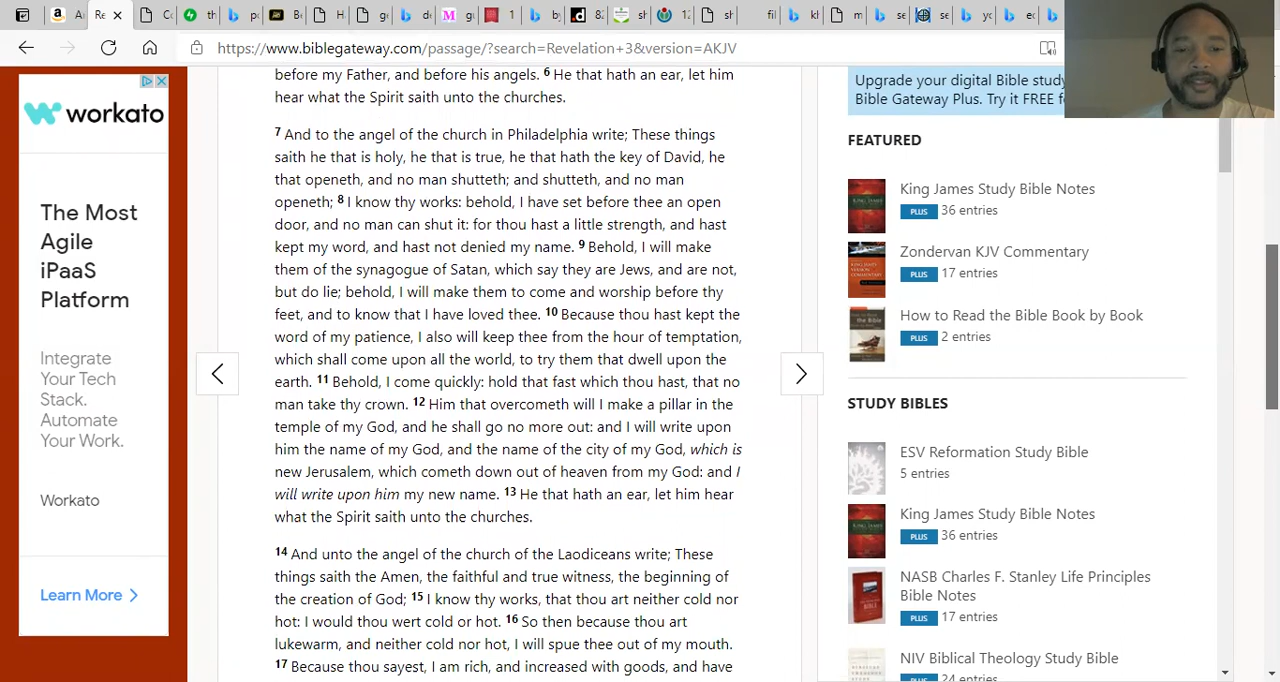 https://www.biblegateway.com/passage/?search=Revelation+3&version=AKJV
workato
The Most
Agile
iPaaS
Platform
Integrate
Your Tech
Stack.
Automate
Your Work.
Workato
Learn More
before my Father, and before his angels. 6 He that hath an ear, let him
hear what the Spirit saith unto the churches.
7 And to the angel of the church in Philadelphia write; These things
saith he that is holy, he that is true, he that hath the key of David, he
that openeth, and no man shutteth; and shutteth, and no man
openeth; 8 I know thy works: behold, I have set before thee an open
door, and no man can shut it: for thou hast a little strength, and hast
kept my word, and hast not denied my name. 9 Behold, I will make
them of the synagogue of Satan, which say they are Jews, and are not,
but do lie; behold, I will make them to come and worship before thy
feet, and to know that I have loved thee. 10 Because thou hast kept the
word of my patience, I also will keep thee from the hour of temptation,
which shall come upon all the world, to try them that dwell upon the
earth. 11 Behold, I come quickly: hold that fast which thou hast, that no
man take thy crown. 12 Him that overcometh will I make a pillar in the
temple of my God, and he shall go no more out: and I will write upon
him the name of my God, and the name of the city of my God, which is
new Jerusalem, which cometh down out of heaven from my God: and I
will write upon him my new name. 13 He that hath an ear, let him hear
what the Spirit saith unto the churches.
14 And unto the angel of the church of the Laodiceans write; These
things saith the Amen, the faithful and true witness, the beginning of
the creation of God; 15 I know thy works, that thou art neither cold nor
hot: I would thou wert cold or hot. 16 So then because thou art
lukewarm, and neither cold nor hot, I will spue thee out of my mouth.
17 Because thou sayest, I am rich, and increased with goods, and have
Upgrade your digital Bible study
Bible Gateway Plus. Try it FREE
FEATURED
King James Study Bible Notes
PLUS 36 entries
Zondervan KJV Commentary
PLUS 17 entries
How to Read the Bible Book by Book
PLUS 2 entries
STUDY BIBLES
ESV Reformation Study Bible
5 entries
King James Study Bible Notes
PLUS 36 entries
NASB Charles F. Stanley Life Principles
Bible Notes
PLUS 17 entries
NIV Biblical Theology Study Bible
PLUS 24 entries